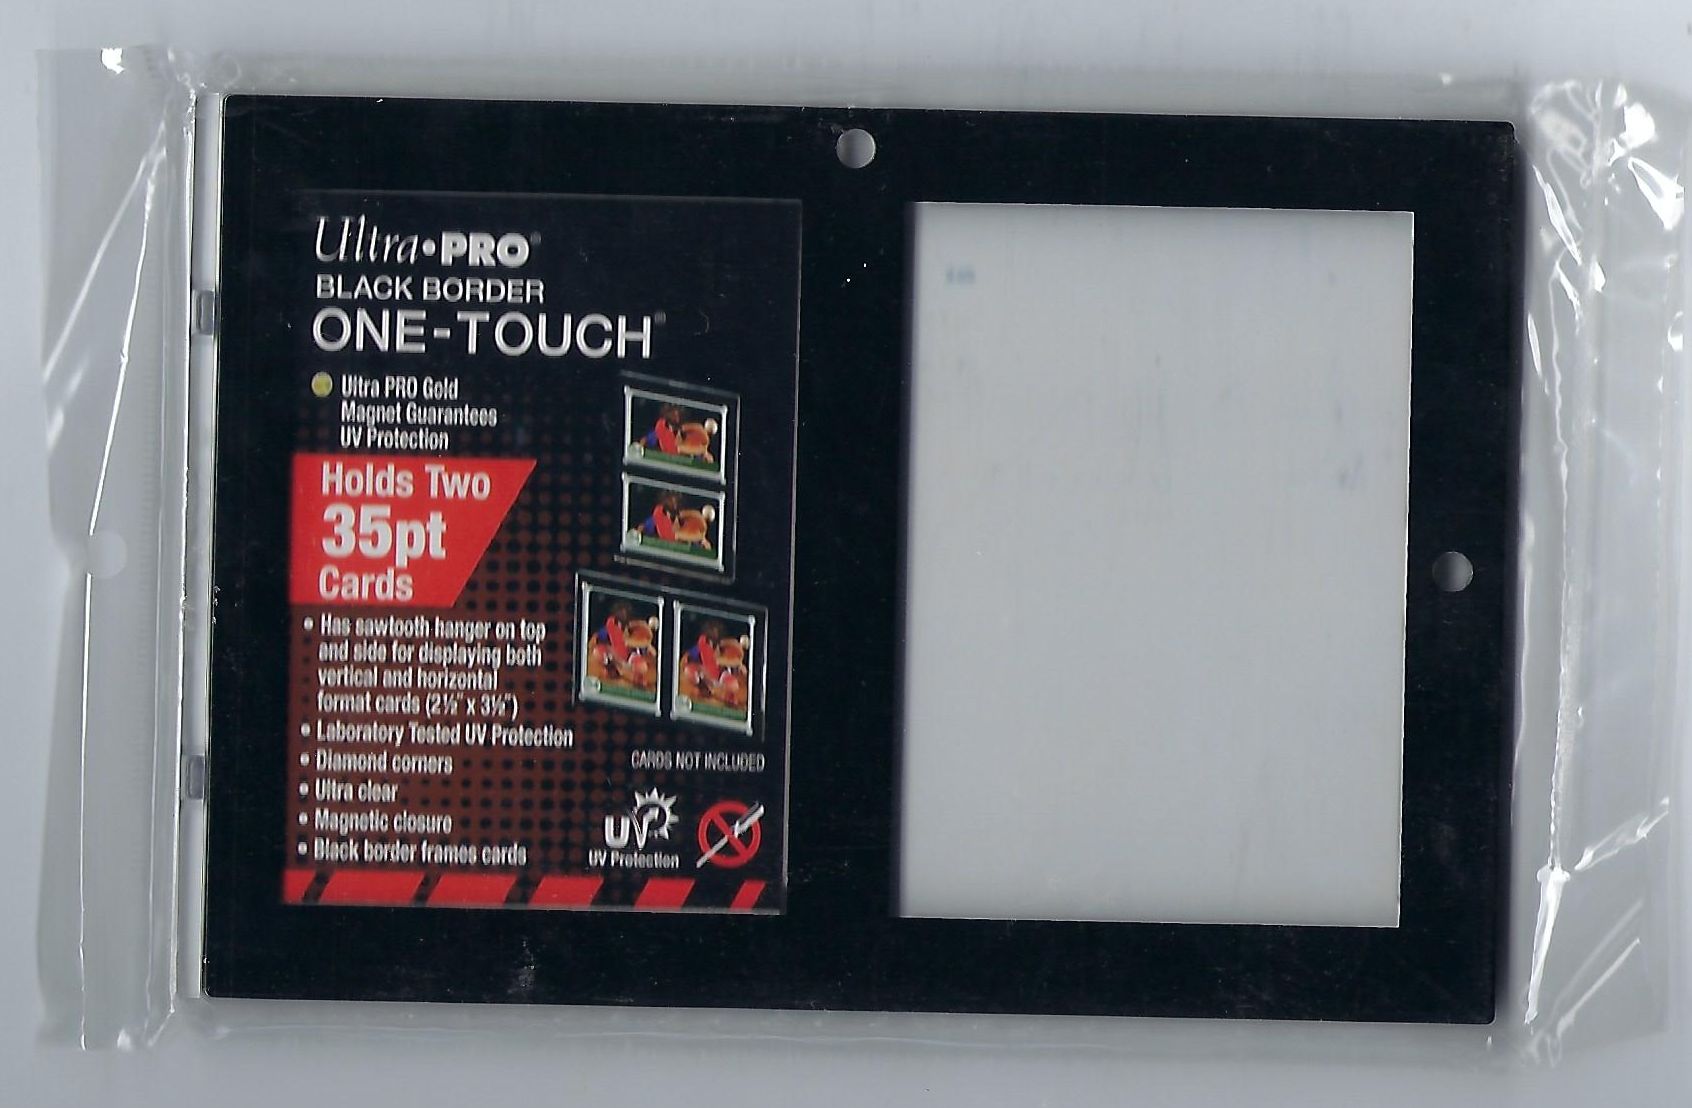 Ultra•PRO®
BLACK BORDER
ONE-TOUCH®
Ultra PRO Gold
Magnet Guarantees
UV Protection
Holds Two
35pt
Cards
• Has sawtooth hanger on top
and side for displaying both
vertical and horizontal
format cards (2½" x 3½")
• Laboratory Tested UV Protection
• Diamond corners
• Ultra clear
• Magnetic closure
• Black border frames cards
CARDS NOT INCLUDED
UV
UV Protection